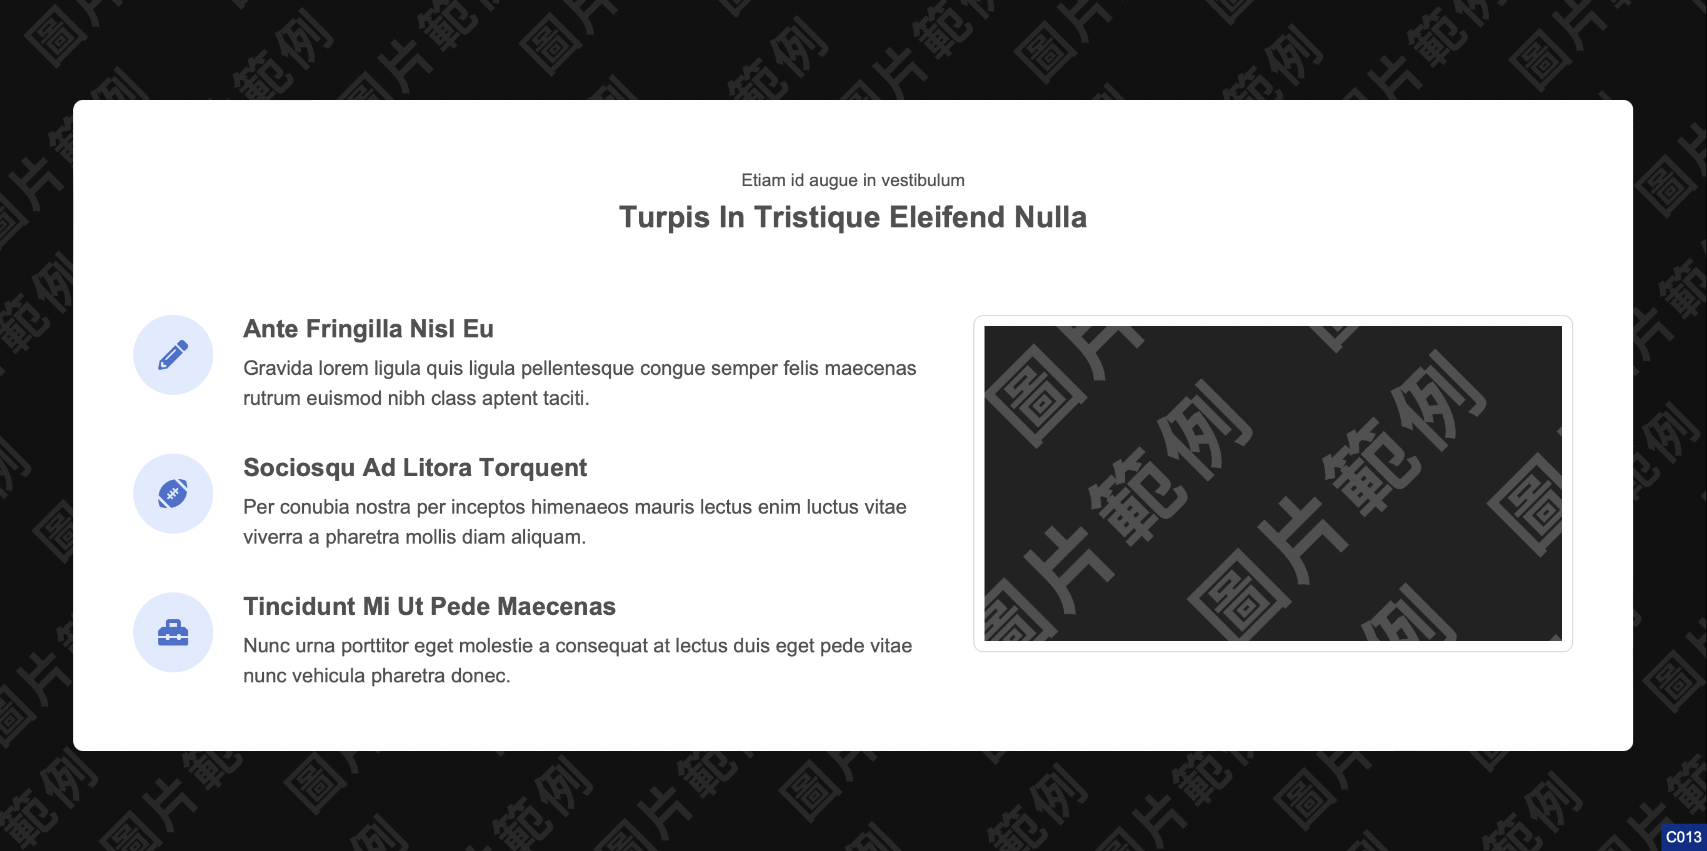 Etiam id augue in vestibulum
Turpis In Tristique Eleifend Nulla
Ante Fringilla Nisl Eu
Gravida lorem ligula quis ligula pellentesque congue semper felis maecenas
rutrum euismod nibh class aptent taciti.
Sociosqu Ad Litora Torquent
Per conubia nostra per inceptos himenaeos mauris lectus enim luctus vitae
viverra a pharetra mollis diam aliquam.
Tincidunt Mi Ut Pede Maecenas
Nunc urna porttitor eget molestie a consequat at lectus duis eget pede vitae
nunc vehicula pharetra donec.
圖片範例
圖片範例
C013